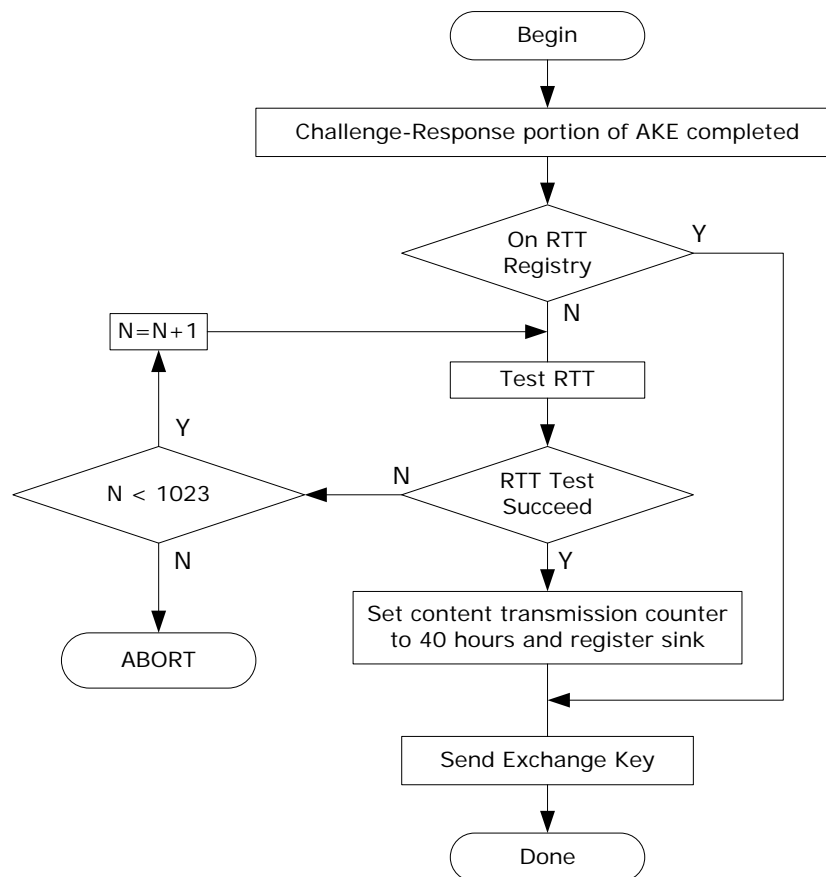 Begin
Challenge-Response portion of AKE completed
On RTT
Registry
Y
N
N=N+1
Test RTT
Y
N
RTT Test
Succeed
N < 1023
N
Y
Set content transmission counter
to 40 hours and register sink
ABORT
Send Exchange Key
Done